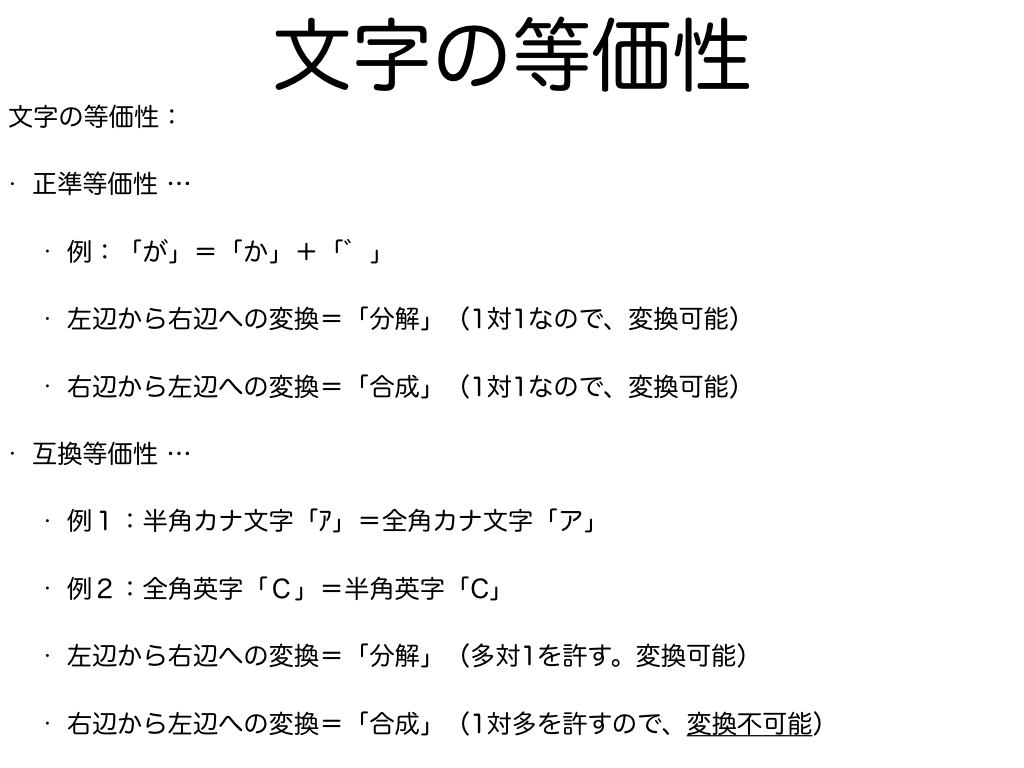 文字の等価性
文字の等価性：
・正準等価性 …
・例：「が」＝「か」＋「゛」
・左辺から右辺への変換＝「分解」（1対1なので、変換可能）
・右辺から左辺への変換＝「合成」（1対1なので、変換可能）
・互換等価性 …
・例１：半角カナ文字「ｱ」＝全角カナ文字「ア」
・例２：全角英字「Ｃ」＝半角英字「C」
・左辺から右辺への変換＝「分解」（多対1を許す。変換可能）
・右辺から左辺への変換＝「合成」（1対多を許すので、変換不可能）